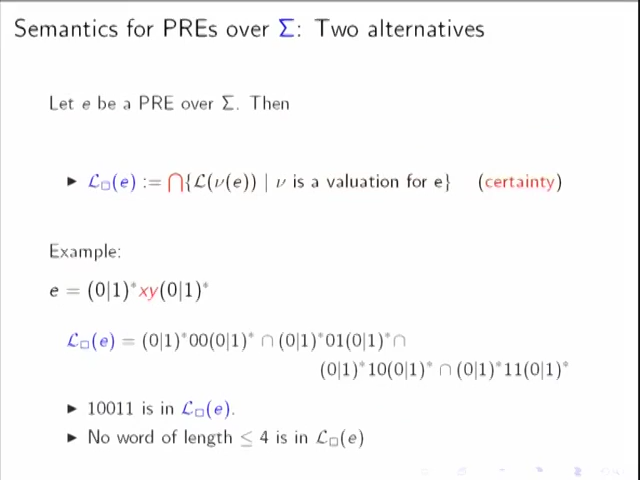 Semantics for PREs over Σ: Two alternatives
Let e be a PRE over Σ. Then
▶ ℒ□(e) := ⋂{ℒ(ν(e)) | ν is a valuation for e} (certainty)
Example:
e = (0|1)*xy(0|1)*
ℒ□(e) = (0|1)*00(0|1)* ∩ (0|1)*01(0|1)*∩
(0|1)*10(0|1)* ∩ (0|1)*11(0|1)*
▶ 10011 is in ℒ□(e).
▶ No word of length ≤ 4 is in ℒ□(e)